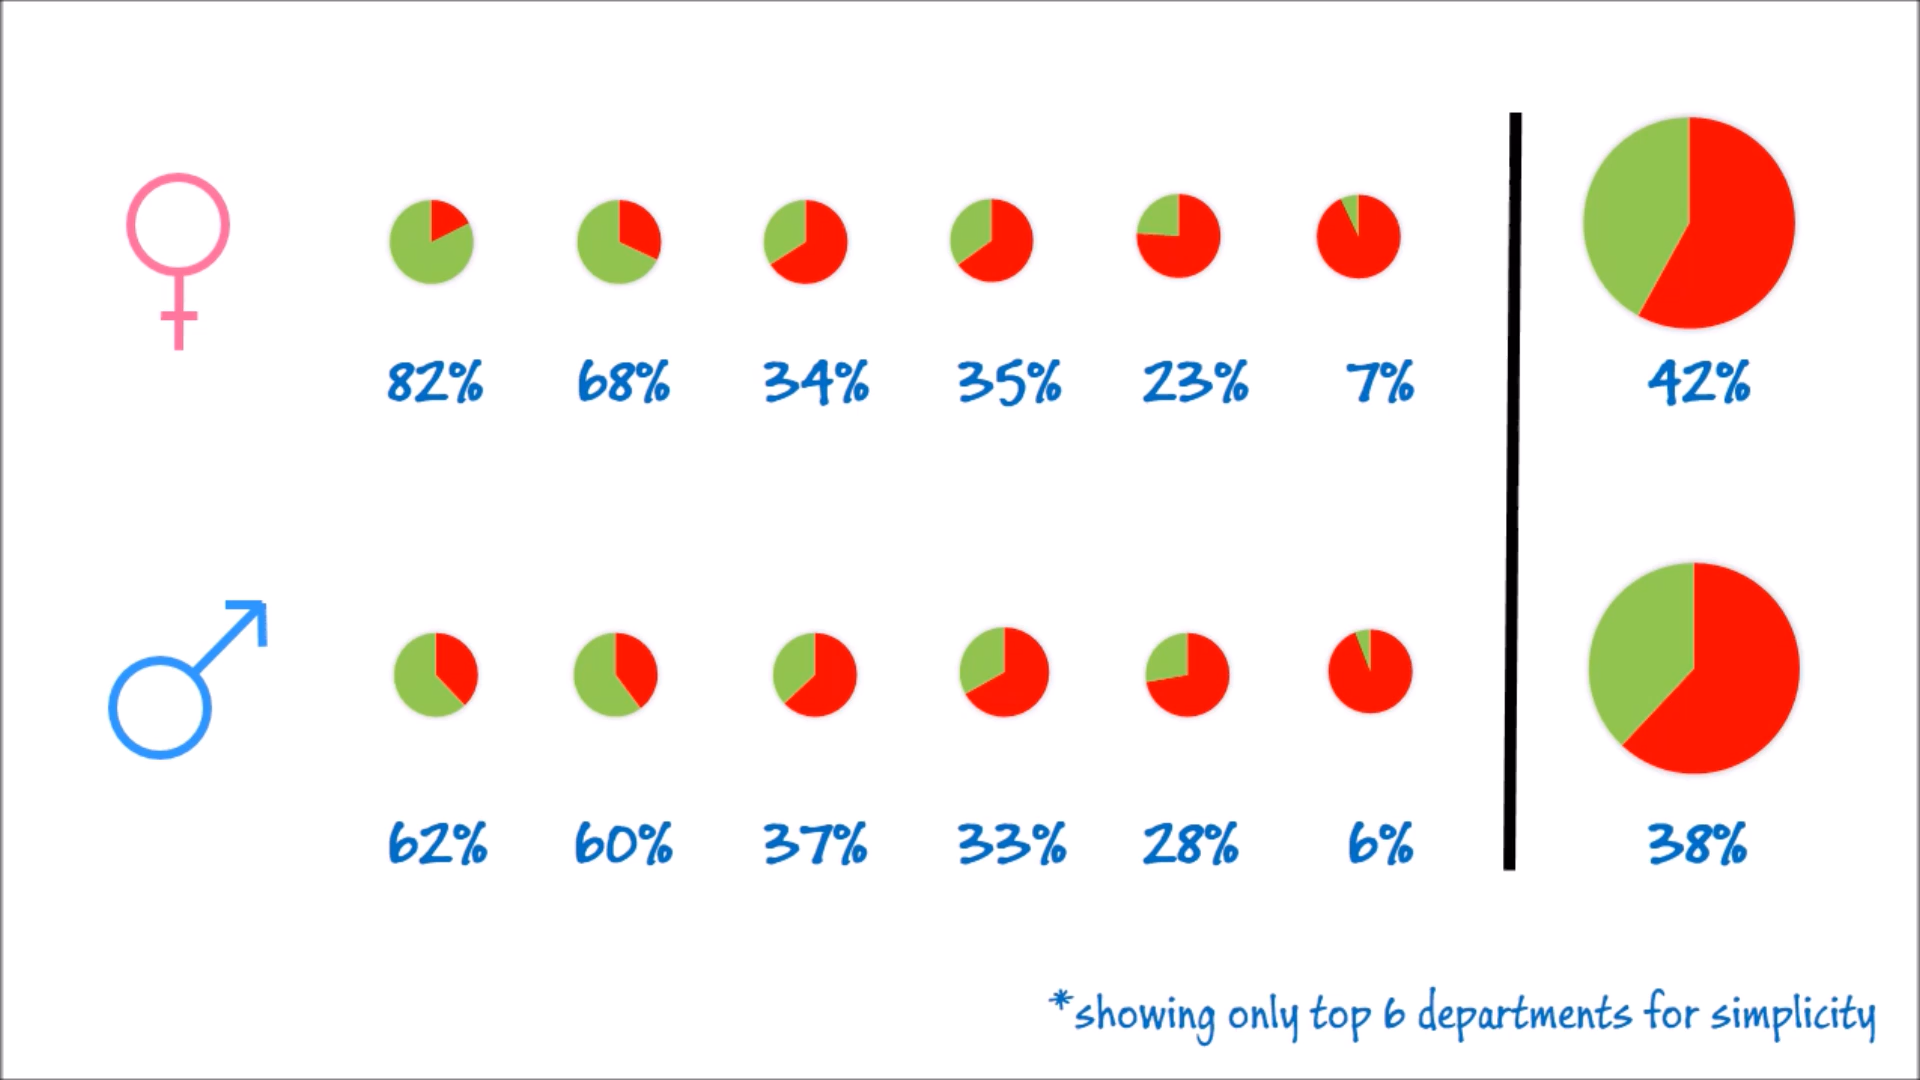 82% 68% 34% 35% 23% 7% 42%
62% 60% 37% 33% 28% 6% 38%
*showing only top 6 departments for simplicity